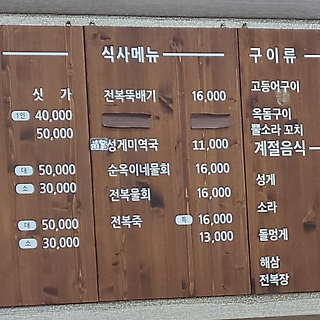 싯 가
1인 40,000
50,000
대 50,000
소 30,000
대 50,000
소 30,000
식사메뉴
전복뚝배기 16,000
성게미역국 11,000
순옥이네물회 16,000
전복물회 16,000
전복죽 특 16,000
13,000
구이류
고등어구이
옥돔구이
뿔소라 꼬치
계절음식
성게
소라
돌멍게
해삼
전복장